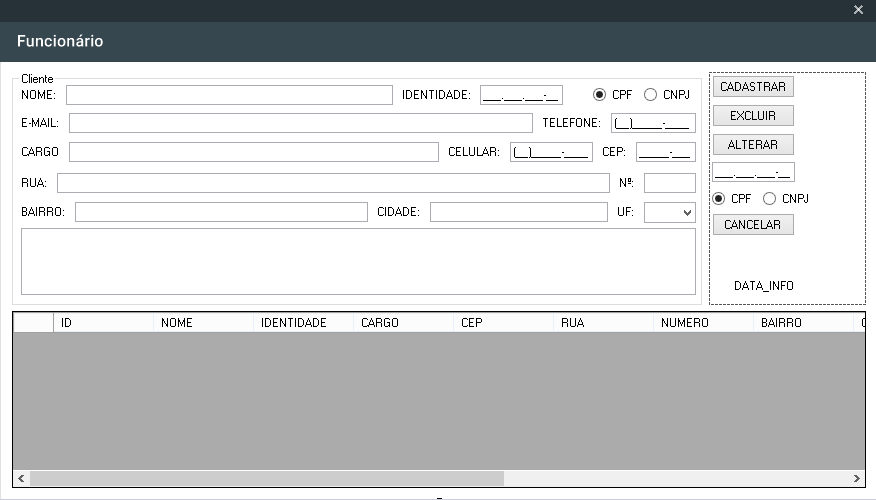 Funcionário
Cliente
NOME: IDENTIDADE: ___.___.___-__ CPF CNPJ
E-MAIL: TELEFONE: (__)_____-____
CARGO CELULAR: (__)_____-____ CEP: _____-___
RUA: Nº:
BAIRRO: CIDADE: UF:
CADASTRAR
EXCLUIR
ALTERAR
___.___.___-__
CPF CNPJ
CANCELAR
DATA_INFO
ID NOME IDENTIDADE CARGO CEP RUA NUMERO BAIRRO